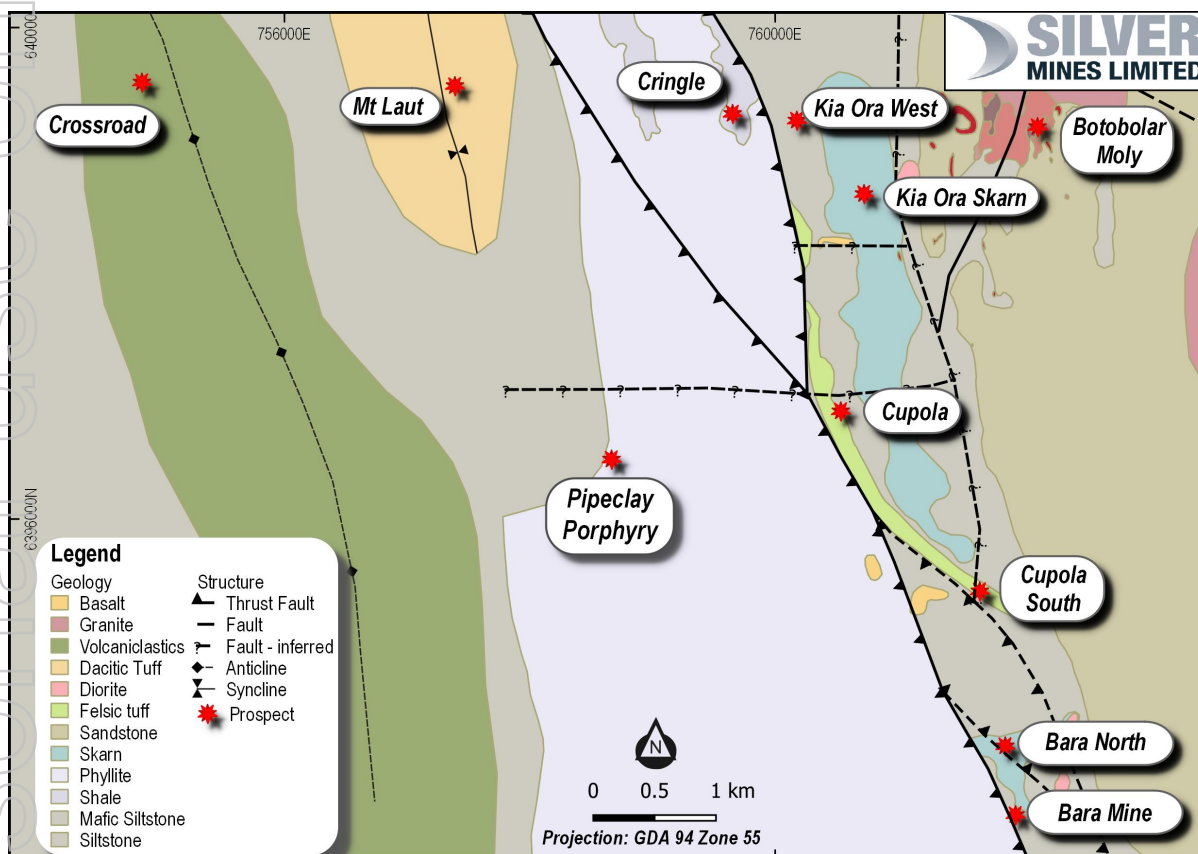 640000
756000E
760000E
SILVER
MINES LIMITED
Crossroad
Mt Laut
Cringle
Kia Ora West
Botobolar
Moly
Kia Ora Skarn
Cupola
Pipeclay
Porphyry
6396000N
Cupola
South
Bara North
Bara Mine
Legend
Geology
Basalt
Granite
Volcaniclastics
Dacitic Tuff
Diorite
Felsic tuff
Sandstone
Skarn
Phyllite
Shale
Mafic Siltstone
Siltstone
Structure
Thrust Fault
Fault
Fault - inferred
Anticline
Syncline
Prospect
N
0 0.5 1 km
Projection: GDA 94 Zone 55